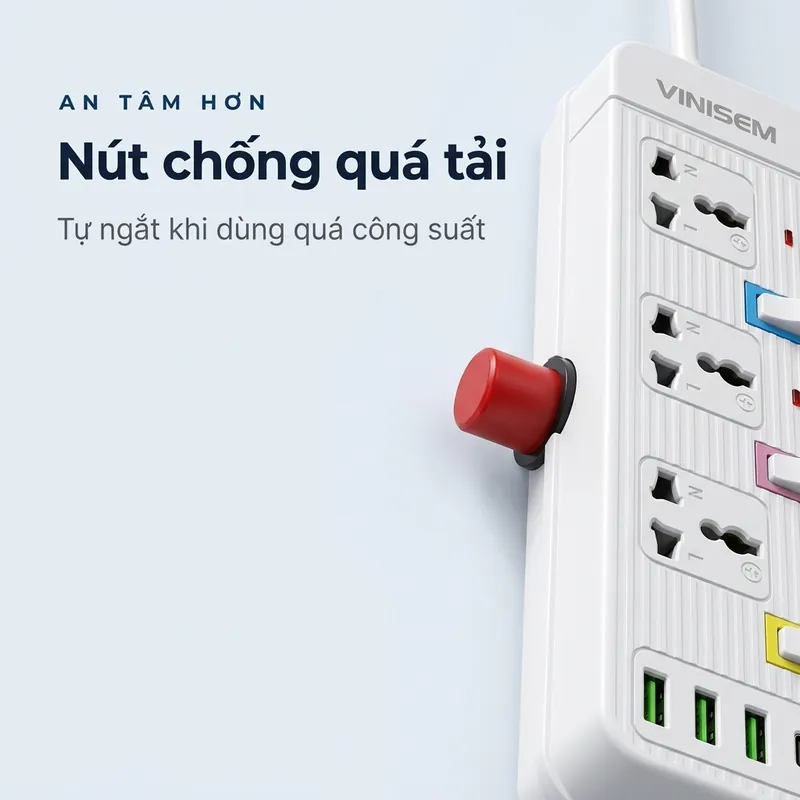 AN TÂM HƠN
Nút chống quá tải
Tự ngắt khi dùng quá công suất
VINISEM
N
L
N
L
N
L